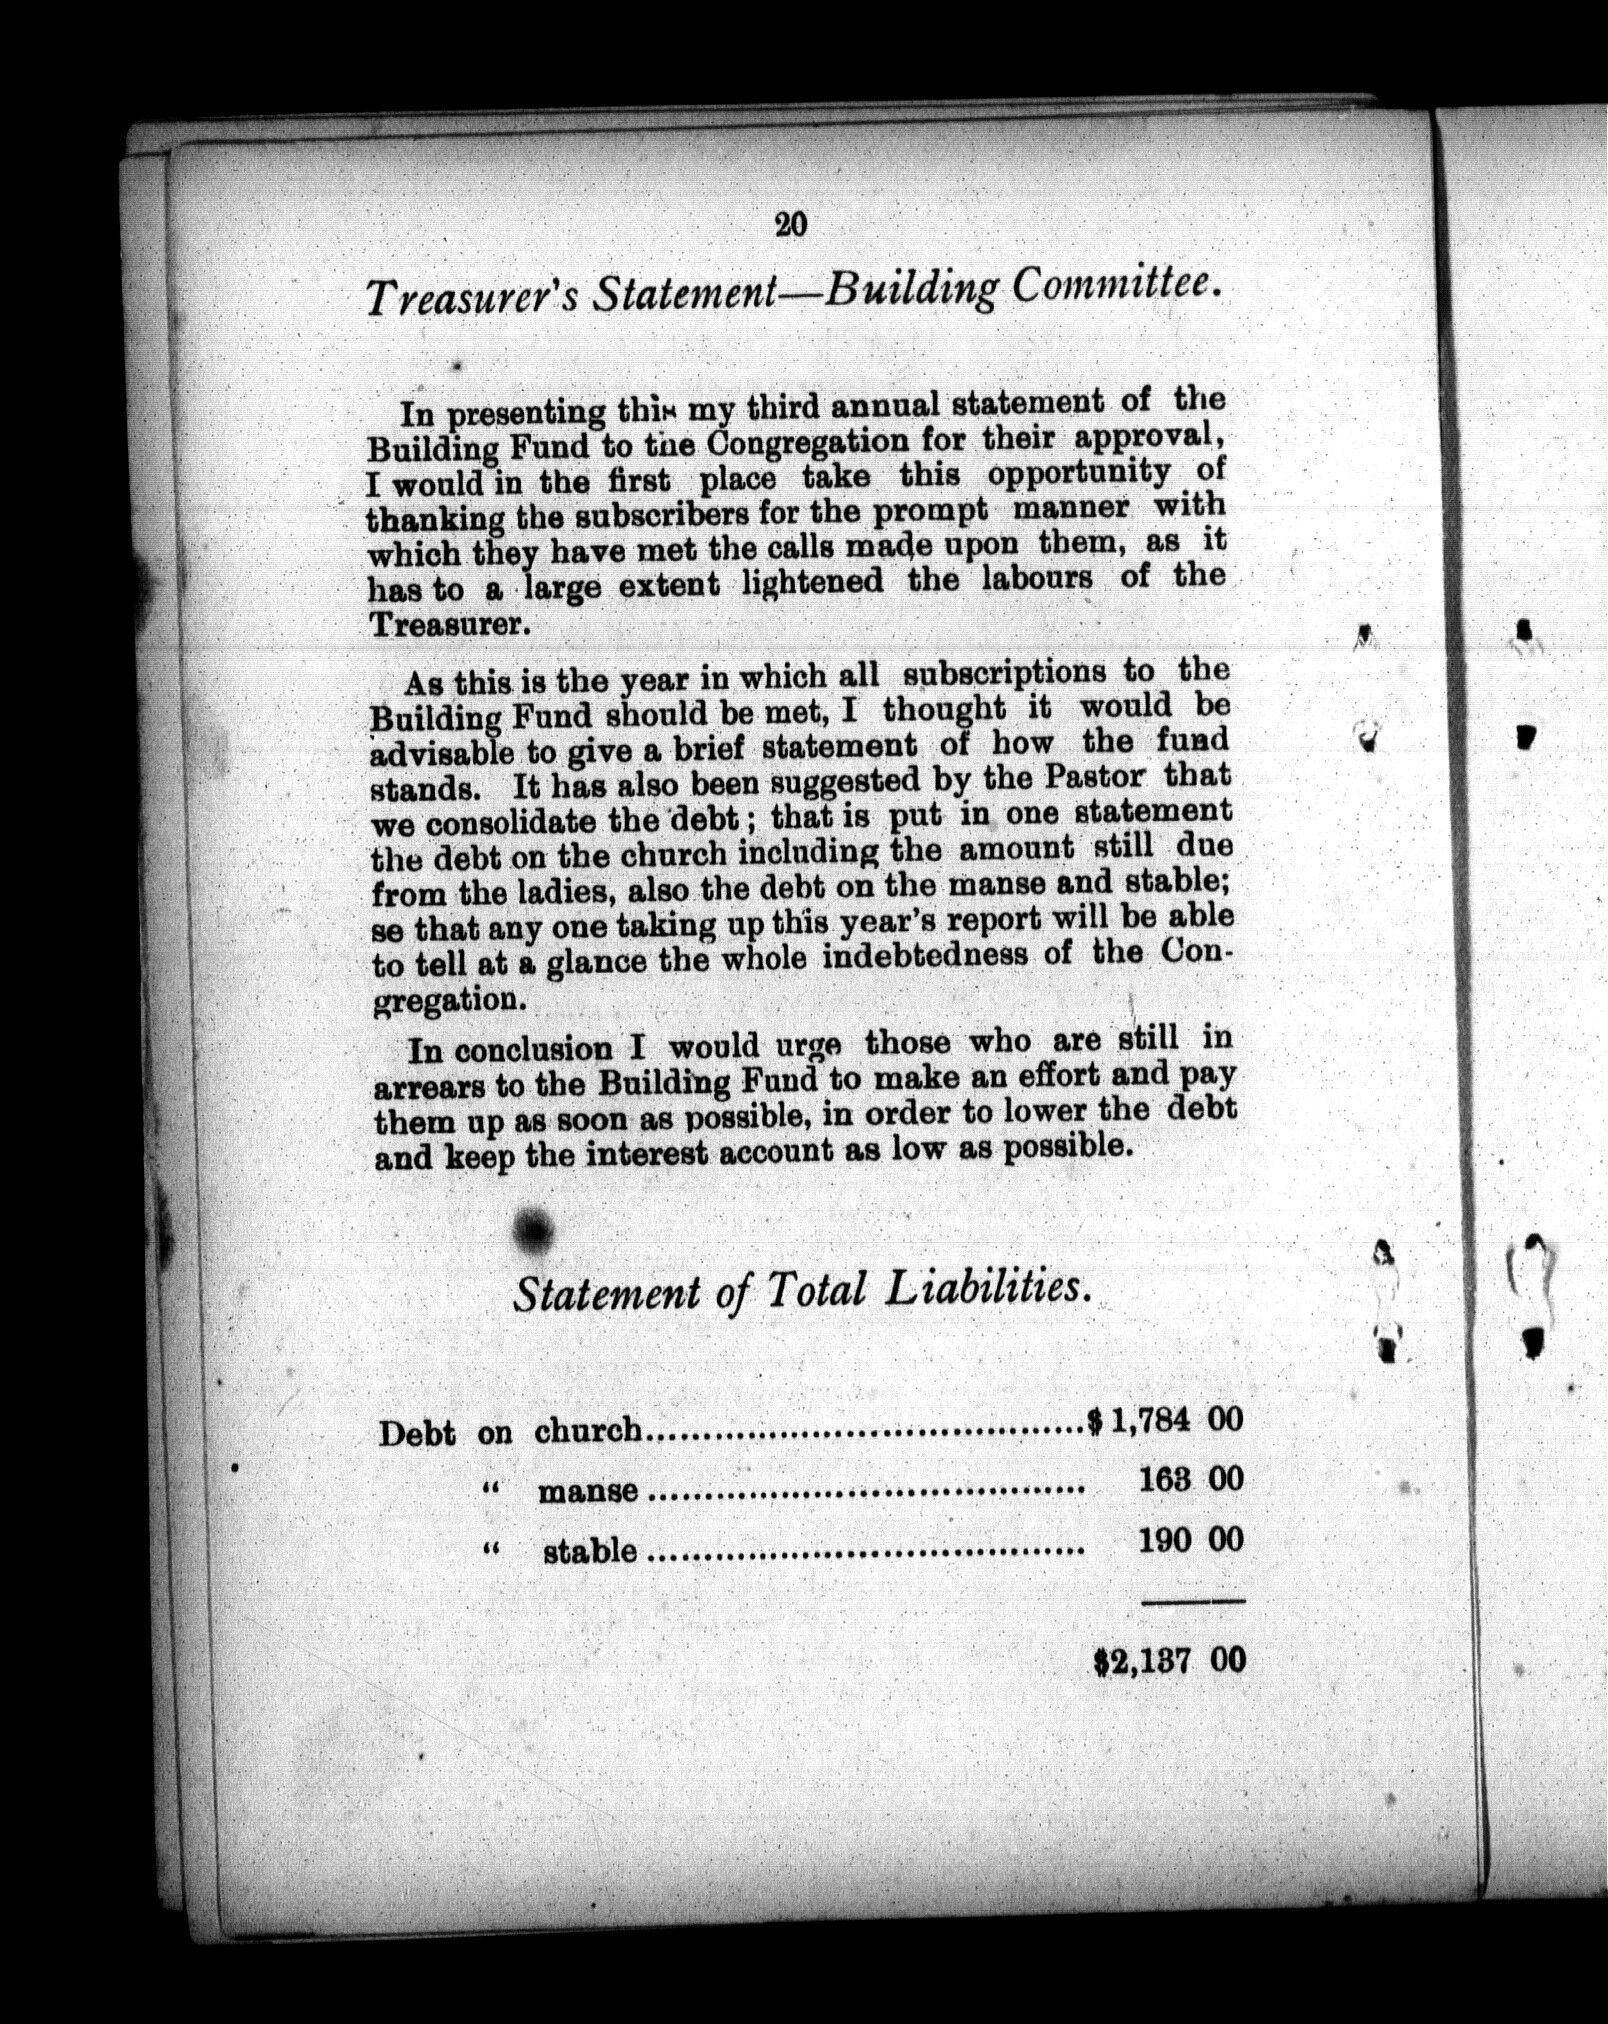 20
Treasurer's Statement—Building Committee.
In presenting this my third annual statement of the
Building Fund to the Congregation for their approval,
I would in the first place take this opportunity of
thanking the subscribers for the prompt manner with
which they have met the calls made upon them, as it
has to a large extent lightened the labours of the
Treasurer.
As this is the year in which all subscriptions to the
Building Fund should be met, I thought it would be
advisable to give a brief statement of how the fund
stands. It has also been suggested by the Pastor that
we consolidate the debt; that is put in one statement
the debt on the church including the amount still due
from the ladies, also the debt on the manse and stable;
se that any one taking up this year's report will be able
to tell at a glance the whole indebtedness of the Con-
gregation.
In conclusion I would urge those who are still in
arrears to the Building Fund to make an effort and pay
them up as soon as possible, in order to lower the debt
and keep the interest account as low as possible.
Statement of Total Liabilities.
Debt on church.......................................$ 1,784 00
“ manse ....................................... 163 00
“ stable ....................................... 190 00
$2,137 00